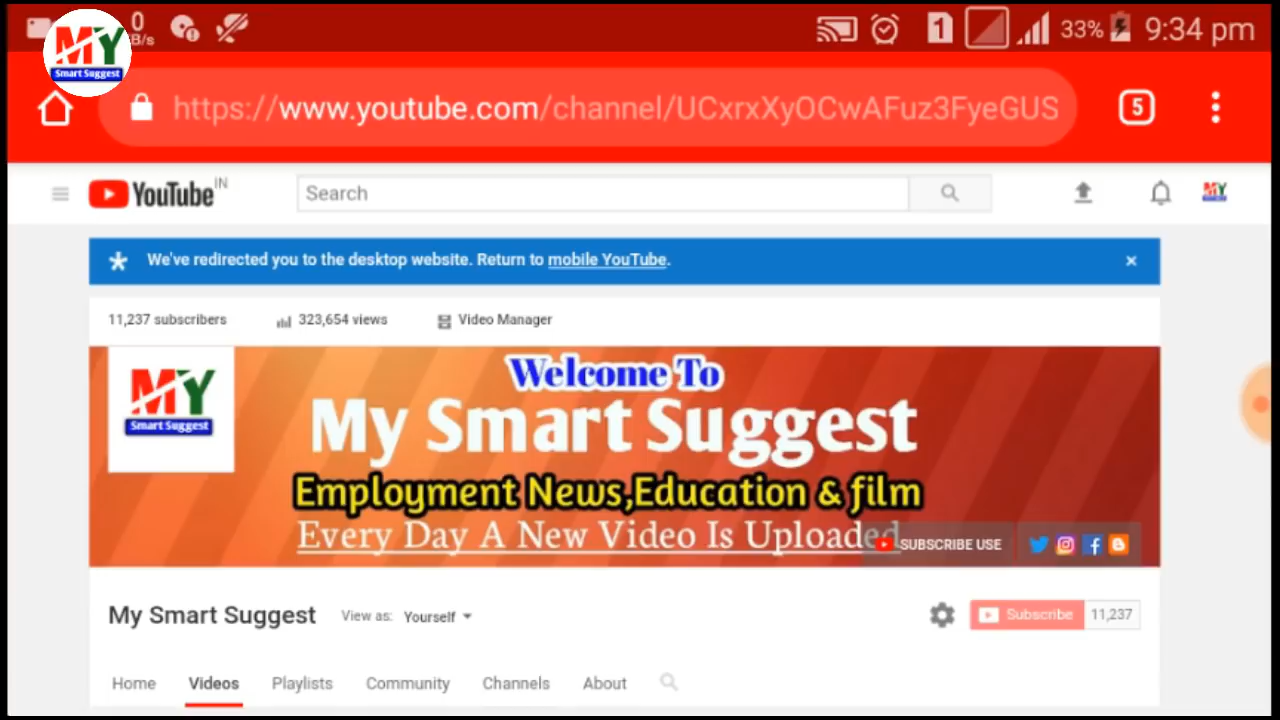 MY
Smart Suggest
0
B/s
1
33%
9:34 pm
https://www.youtube.com/channel/UCxrxXyOCwAFuz3FyeGUS
5
YouTube IN
Search
MY
We've redirected you to the desktop website. Return to mobile YouTube.
×
11,237 subscribers
323,654 views
Video Manager
MY
Smart Suggest
Welcome To
My Smart Suggest
Employment News,Education & film
Every Day A New Video Is Uploaded
SUBSCRIBE USE
My Smart Suggest
View as: Yourself
Subscribe 11,237
Home Videos Playlists Community Channels About